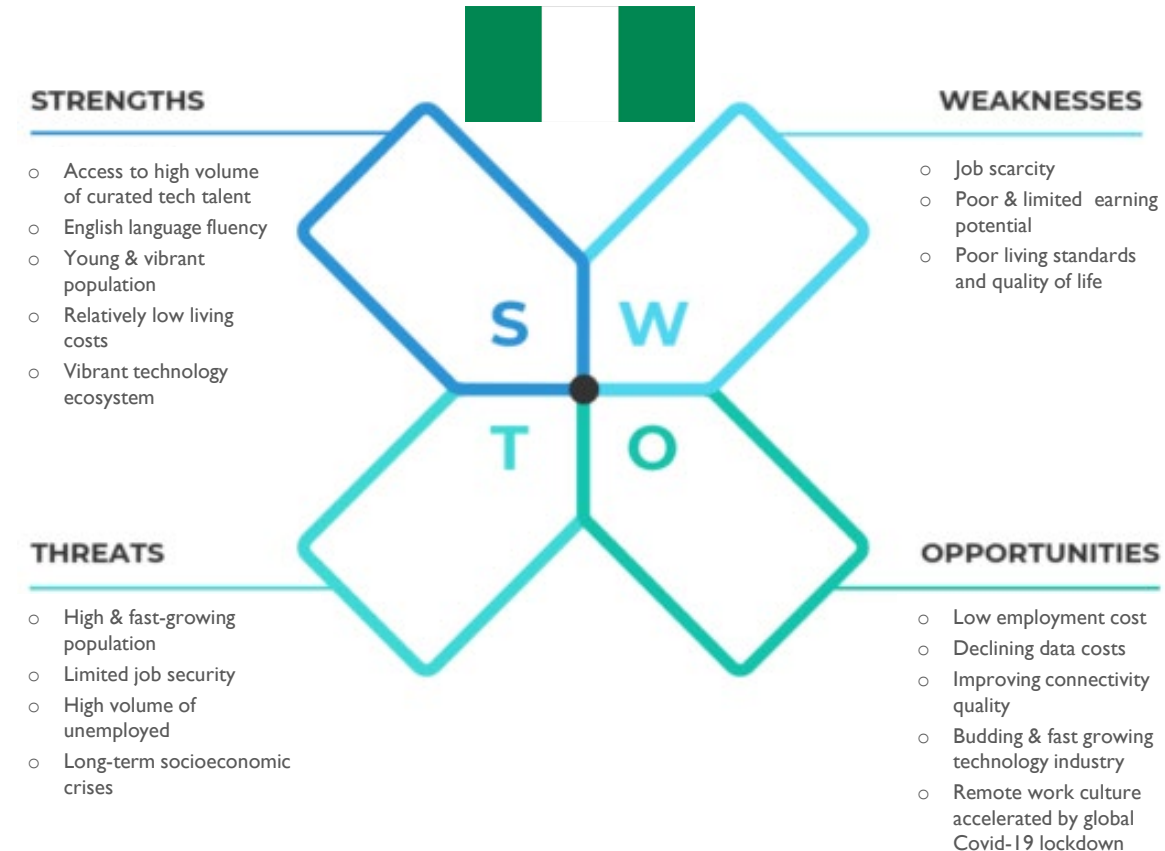 STRENGTHS
○ Access to high volume
of curated tech talent
○ English language fluency
○ Young & vibrant
population
○ Relatively low living
costs
○ Vibrant technology
ecosystem
WEAKNESSES
○ Job scarcity
○ Poor & limited earning
potential
○ Poor living standards
and quality of life
S
W
T
O
THREATS
○ High & fast-growing
population
○ Limited job security
○ High volume of
unemployed
○ Long-term socioeconomic
crises
OPPORTUNITIES
○ Low employment cost
○ Declining data costs
○ Improving connectivity
quality
○ Budding & fast growing
technology industry
○ Remote work culture
accelerated by global
Covid-19 lockdown